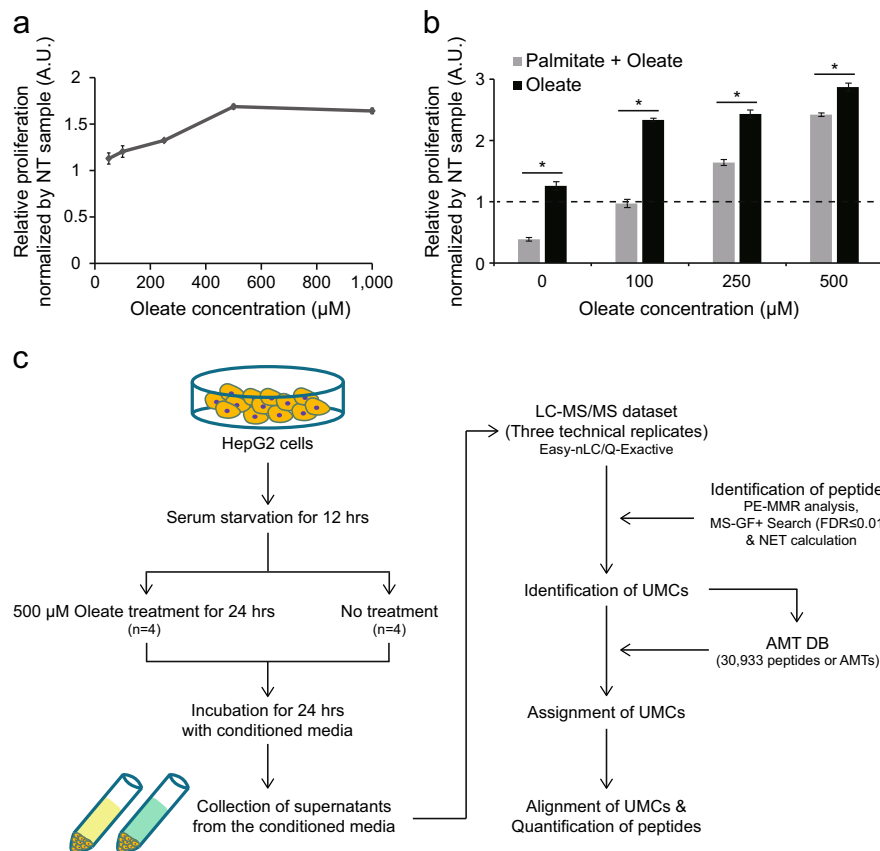 a
Relative proliferation
normalized by NT sample (A.U.)
2
1.5
1
0.5
0
0 200 400 600 800 1,000
Oleate concentration (µM)
b
Relative proliferation
normalized by NT sample (A.U.)
Palmitate + Oleate
Oleate
3
2
1
0
* * * *
0 100 250 500
Oleate concentration (µM)
c
HepG2 cells
Serum starvation for 12 hrs
500 µM Oleate treatment for 24 hrs
(n=4)
No treatment
(n=4)
Incubation for 24 hrs
with conditioned media
Collection of supernatants
from the conditioned media
LC-MS/MS dataset
(Three technical replicates)
Easy-nLC/Q-Exactive
Identification of peptide
PE-MMR analysis,
MS-GF+ Search (FDR≤0.01
& NET calculation
Identification of UMCs
AMT DB
(30,933 peptides or AMTs)
Assignment of UMCs
Alignment of UMCs &
Quantification of peptides